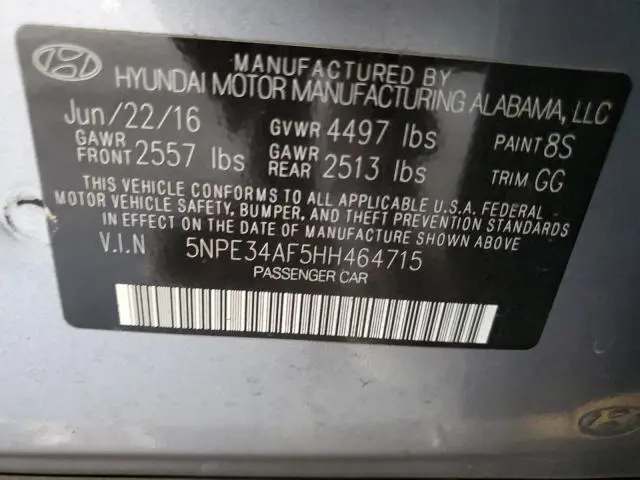 MANUFACTURED BY
HYUNDAI MOTOR MANUFACTURING ALABAMA, LLC
Jun/22/16 GVWR 4497 lbs PAINT 8S
GAWR FRONT 2557 lbs GAWR REAR 2513 lbs TRIM GG
THIS VEHICLE CONFORMS TO ALL APPLICABLE U.S.A. FEDERAL
MOTOR VEHICLE SAFETY, BUMPER, AND THEFT PREVENTION STANDARDS
IN EFFECT ON THE DATE OF MANUFACTURE SHOWN ABOVE
V.I.N 5NPE34AF5HH464715
PASSENGER CAR